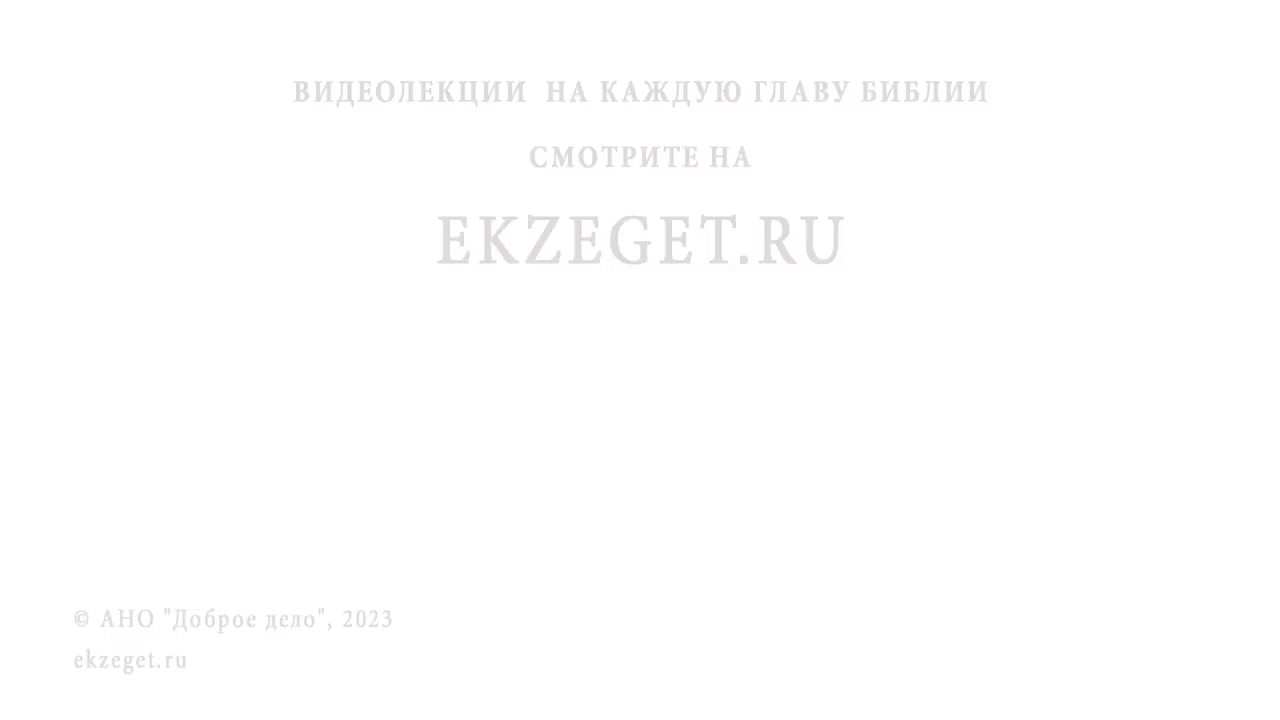 ВИДЕОЛЕКЦИИ НА КАЖДУЮ ГЛАВУ БИБЛИИ
СМОТРИТЕ НА
EKZEGET.RU
© АНО "Доброе дело", 2023
ekzeget.ru